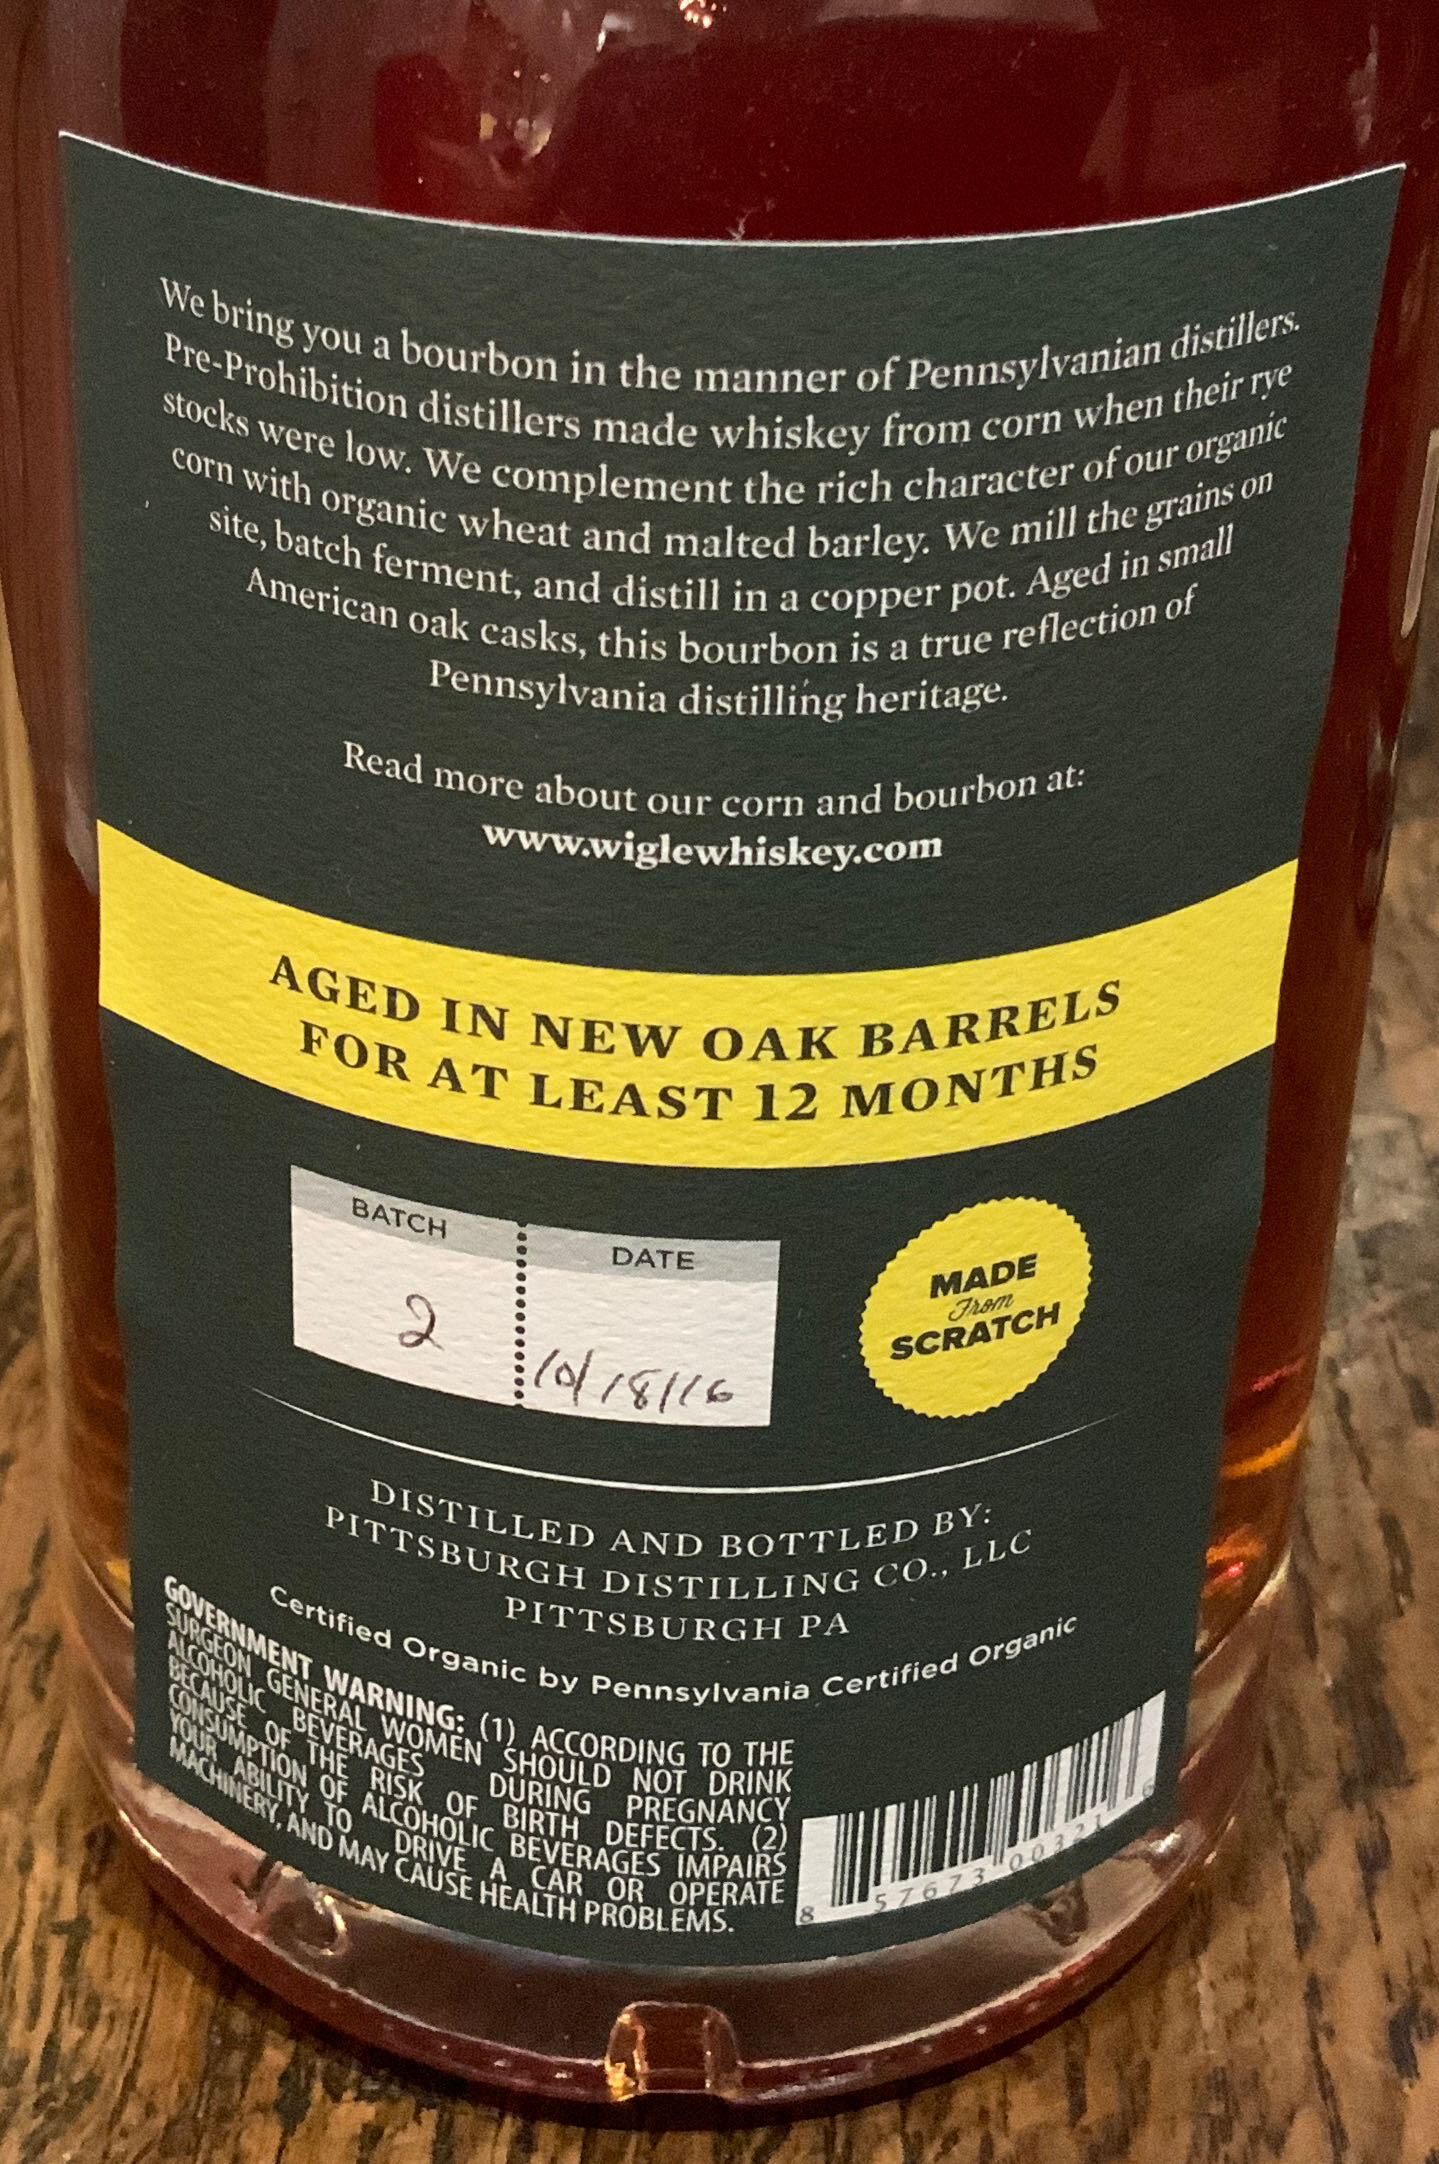 We bring you a bourbon in the manner of Pennsylvanian distillers.
Pre-Prohibition distillers made whiskey from corn when their rye
stocks were low. We complement the rich character of our organic
corn with organic wheat and malted barley. We mill the grains on
site, batch ferment, and distill in a copper pot. Aged in small
American oak casks, this bourbon is a true reflection of
Pennsylvania distilling heritage.
Read more about our corn and bourbon at:
www.wiglewhiskey.com
AGED IN NEW OAK BARRELS
FOR AT LEAST 12 MONTHS
BATCH DATE
2 10/18/16
MADE
From
SCRATCH
DISTILLED AND BOTTLED BY:
PITTSBURGH DISTILLING CO., LLC
PITTSBURGH PA
Certified Organic by Pennsylvania Certified Organic
GOVERNMENT WARNING: (1) ACCORDING TO THE
SURGEON GENERAL WOMEN SHOULD NOT DRINK
ALCOHOLIC BEVERAGES DURING PREGNANCY
BECAUSE OF THE RISK OF BIRTH DEFECTS. (2)
CONSUMPTION OF ALCOHOLIC BEVERAGES IMPAIRS
YOUR ABILITY TO DRIVE A CAR OR OPERATE
MACHINERY, AND MAY CAUSE HEALTH PROBLEMS.
8 57673 00321